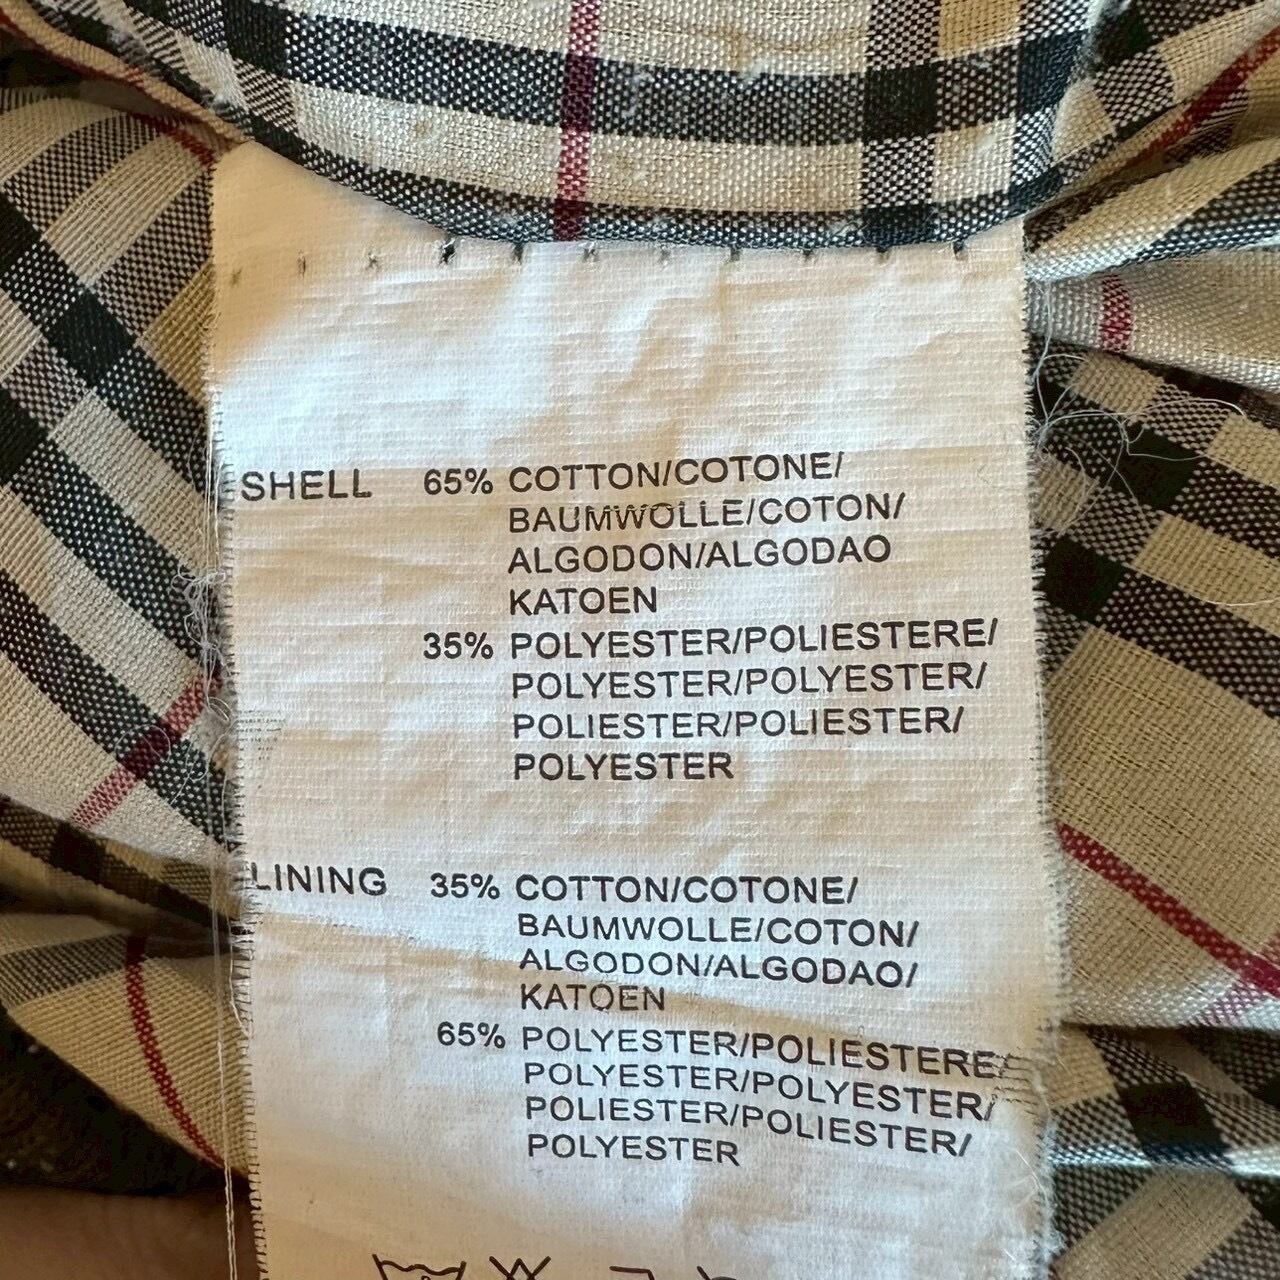 SHELL 65% COTTON/COTONE/
BAUMWOLLE/COTON/
ALGODON/ALGODAO
KATOEN
35% POLYESTER/POLIESTERE/
POLYESTER/POLYESTER/
POLIESTER/POLIESTER/
POLYESTER
LINING 35% COTTON/COTONE/
BAUMWOLLE/COTON/
ALGODON/ALGODAO/
KATOEN
65% POLYESTER/POLIESTERE/
POLYESTER/POLYESTER/
POLIESTER/POLIESTER/
POLYESTER